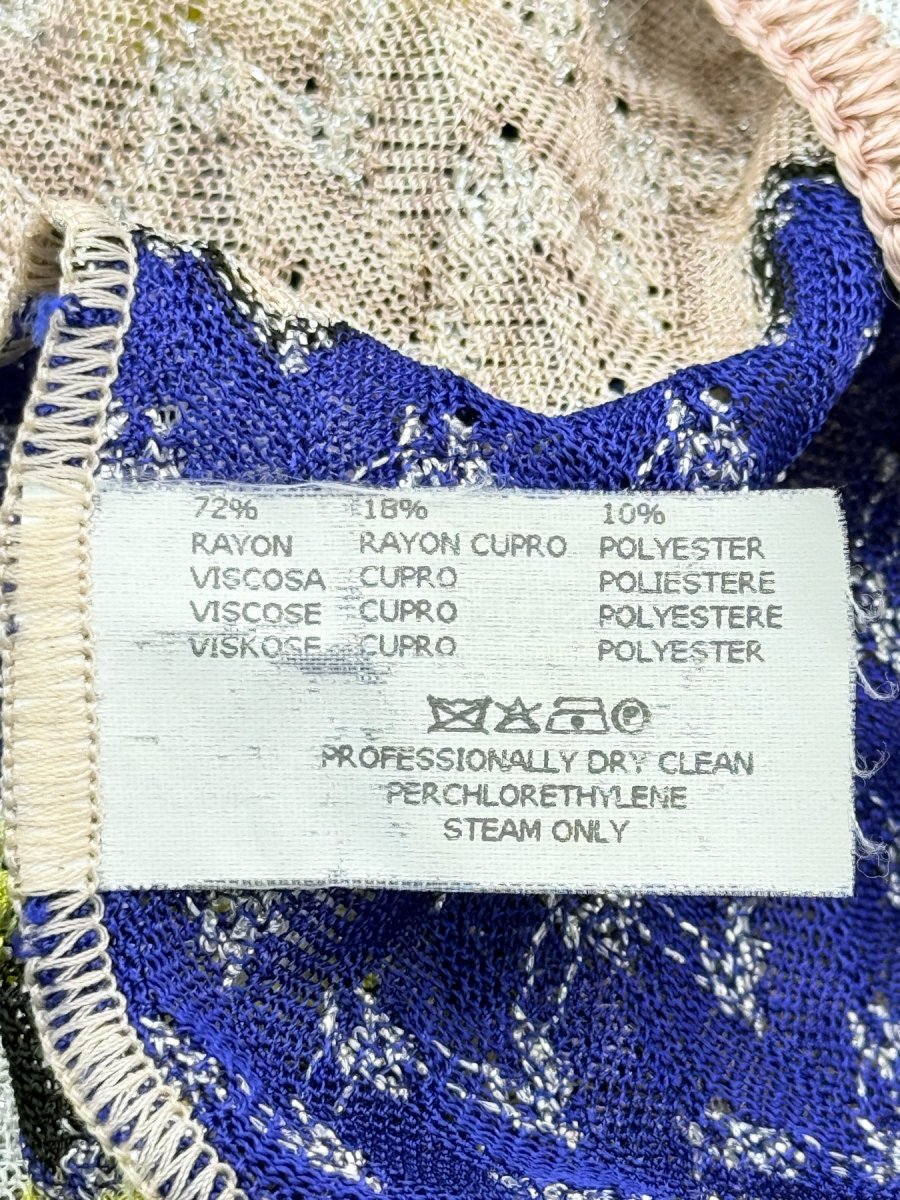 72% 18% 10%
RAYON RAYON CUPRO POLYESTER
VISCOSA CUPRO POLIESTERE
VISCOSE CUPRO POLYESTERE
VISKOSE CUPRO POLYESTER
P
PROFESSIONALLY DRY CLEAN
PERCHLORETHYLENE
STEAM ONLY